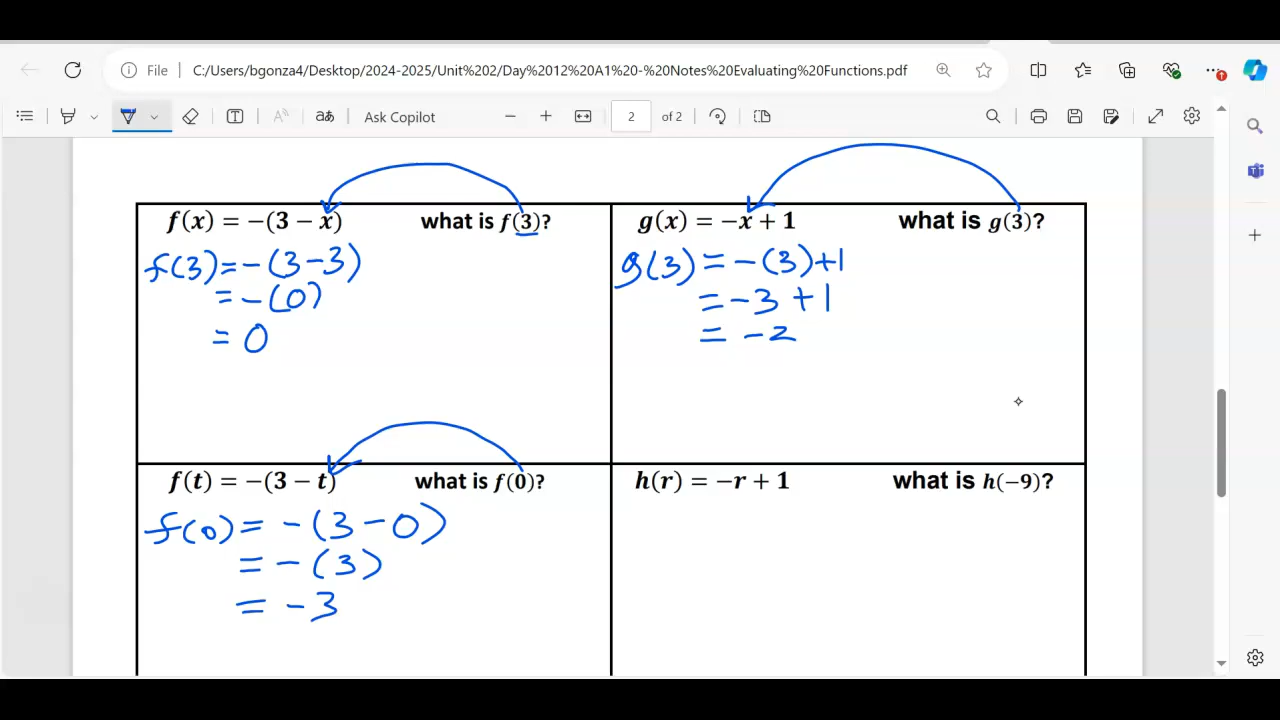 File C:/Users/bgonza4/Desktop/2024-2025/Unit%202/Day%2012%20A1%20-%20Notes%20Evaluating%20Functions.pdf
aあ Ask Copilot 2 of 2
f(x) = −(3 − x) what is f(3)?
f(3) = −(3−3)
= −(0)
= 0
g(x) = −x + 1 what is g(3)?
g(3) = −(3)+1
= −3 +1
= −2
f(t) = −(3 − t) what is f(0)?
f(0) = −(3 − 0)
= −(3)
= −3
h(r) = −r + 1 what is h(−9)?